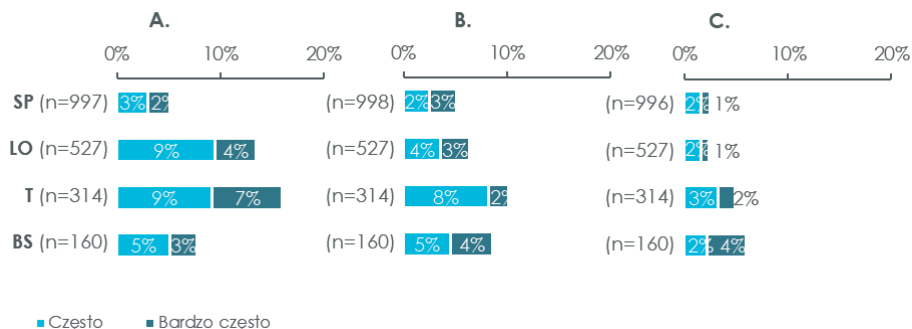 A. B. C.
0% 10% 20% 0% 10% 20% 0% 10% 20%
SP (n=997) 3% 2% (n=998) 2% 3% (n=996) 2% 1%
LO (n=527) 9% 4% (n=527) 4% 3% (n=527) 2% 1%
T (n=314) 9% 7% (n=314) 8% 2% (n=314) 3% 2%
BS (n=160) 5% 3% (n=160) 5% 4% (n=160) 2% 4%
Często Bardzo często